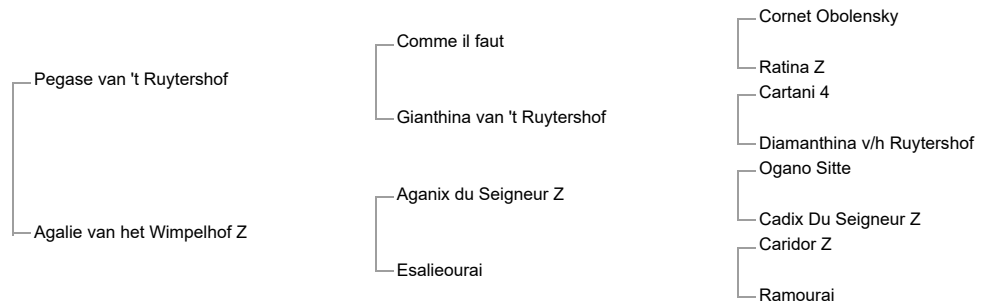 Cornet Obolensky
Comme il faut
Ratina Z
Pegase van 't Ruytershof
Cartani 4
Gianthina van 't Ruytershof
Diamanthina v/h Ruytershof
Ogano Sitte
Aganix du Seigneur Z
Cadix Du Seigneur Z
Agalie van het Wimpelhof Z
Caridor Z
Esalieourai
Ramourai